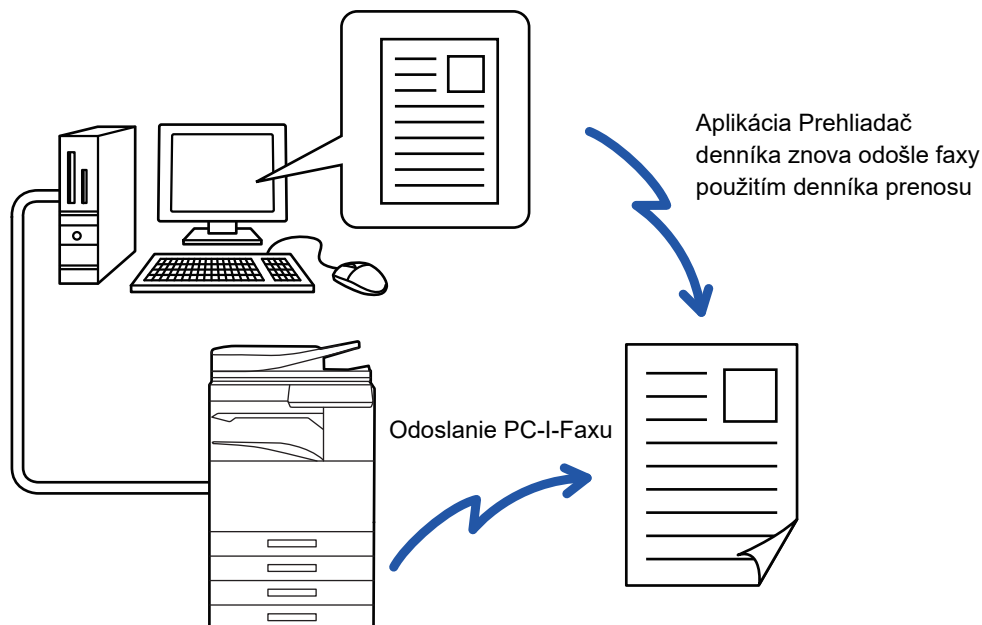 Aplikácia Prehliadač
denníka znova odošle faxy
použitím denníka prenosu
Odoslanie PC-I-Faxu